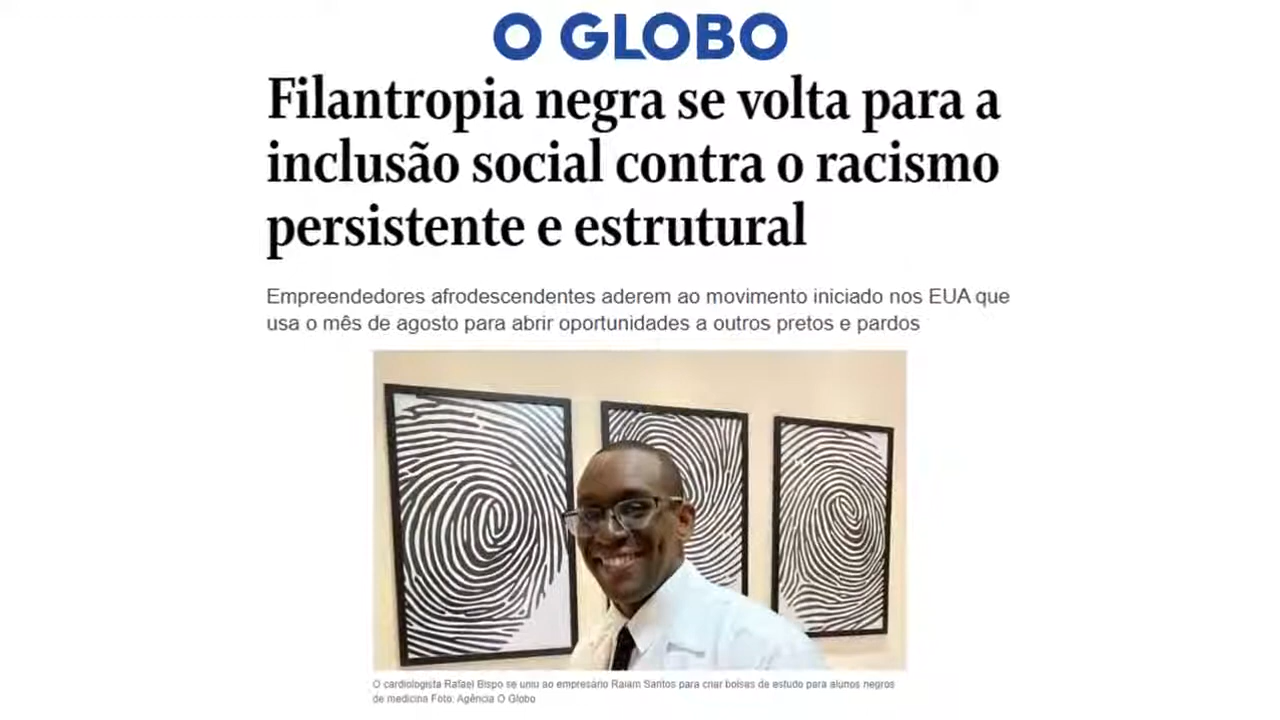 O GLOBO
Filantropia negra se volta para a
inclusão social contra o racismo
persistente e estrutural
Empreendedores afrodescendentes aderem ao movimento iniciado nos EUA que
usa o mês de agosto para abrir oportunidades a outros pretos e pardos
O cardiologista Rafael Bispo se uniu ao empresário Raiam Santos para criar bolsas de estudo para alunos negros
de medicina Foto: Agência O Globo